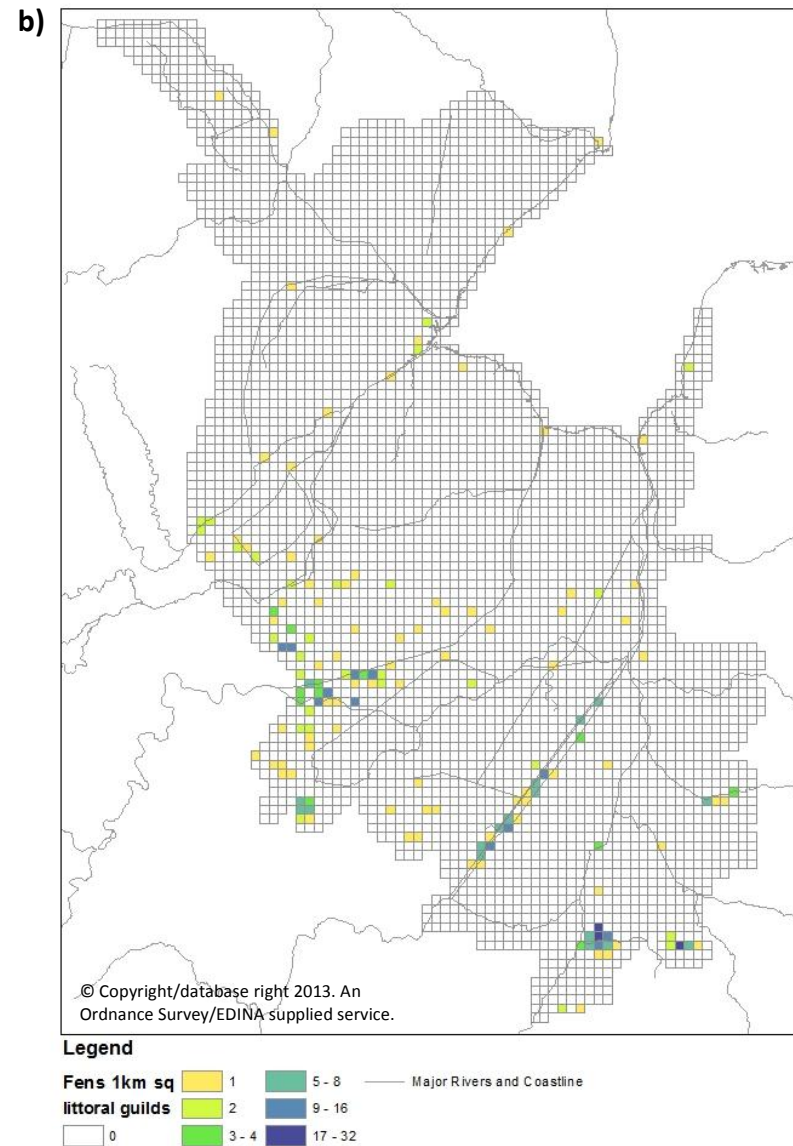 b)
© Copyright/database right 2013. An
Ordnance Survey/EDINA supplied service.
Legend
Fens 1km sq
littoral guilds
0
1
2
3 - 4
5 - 8
9 - 16
17 - 32
Major Rivers and Coastline